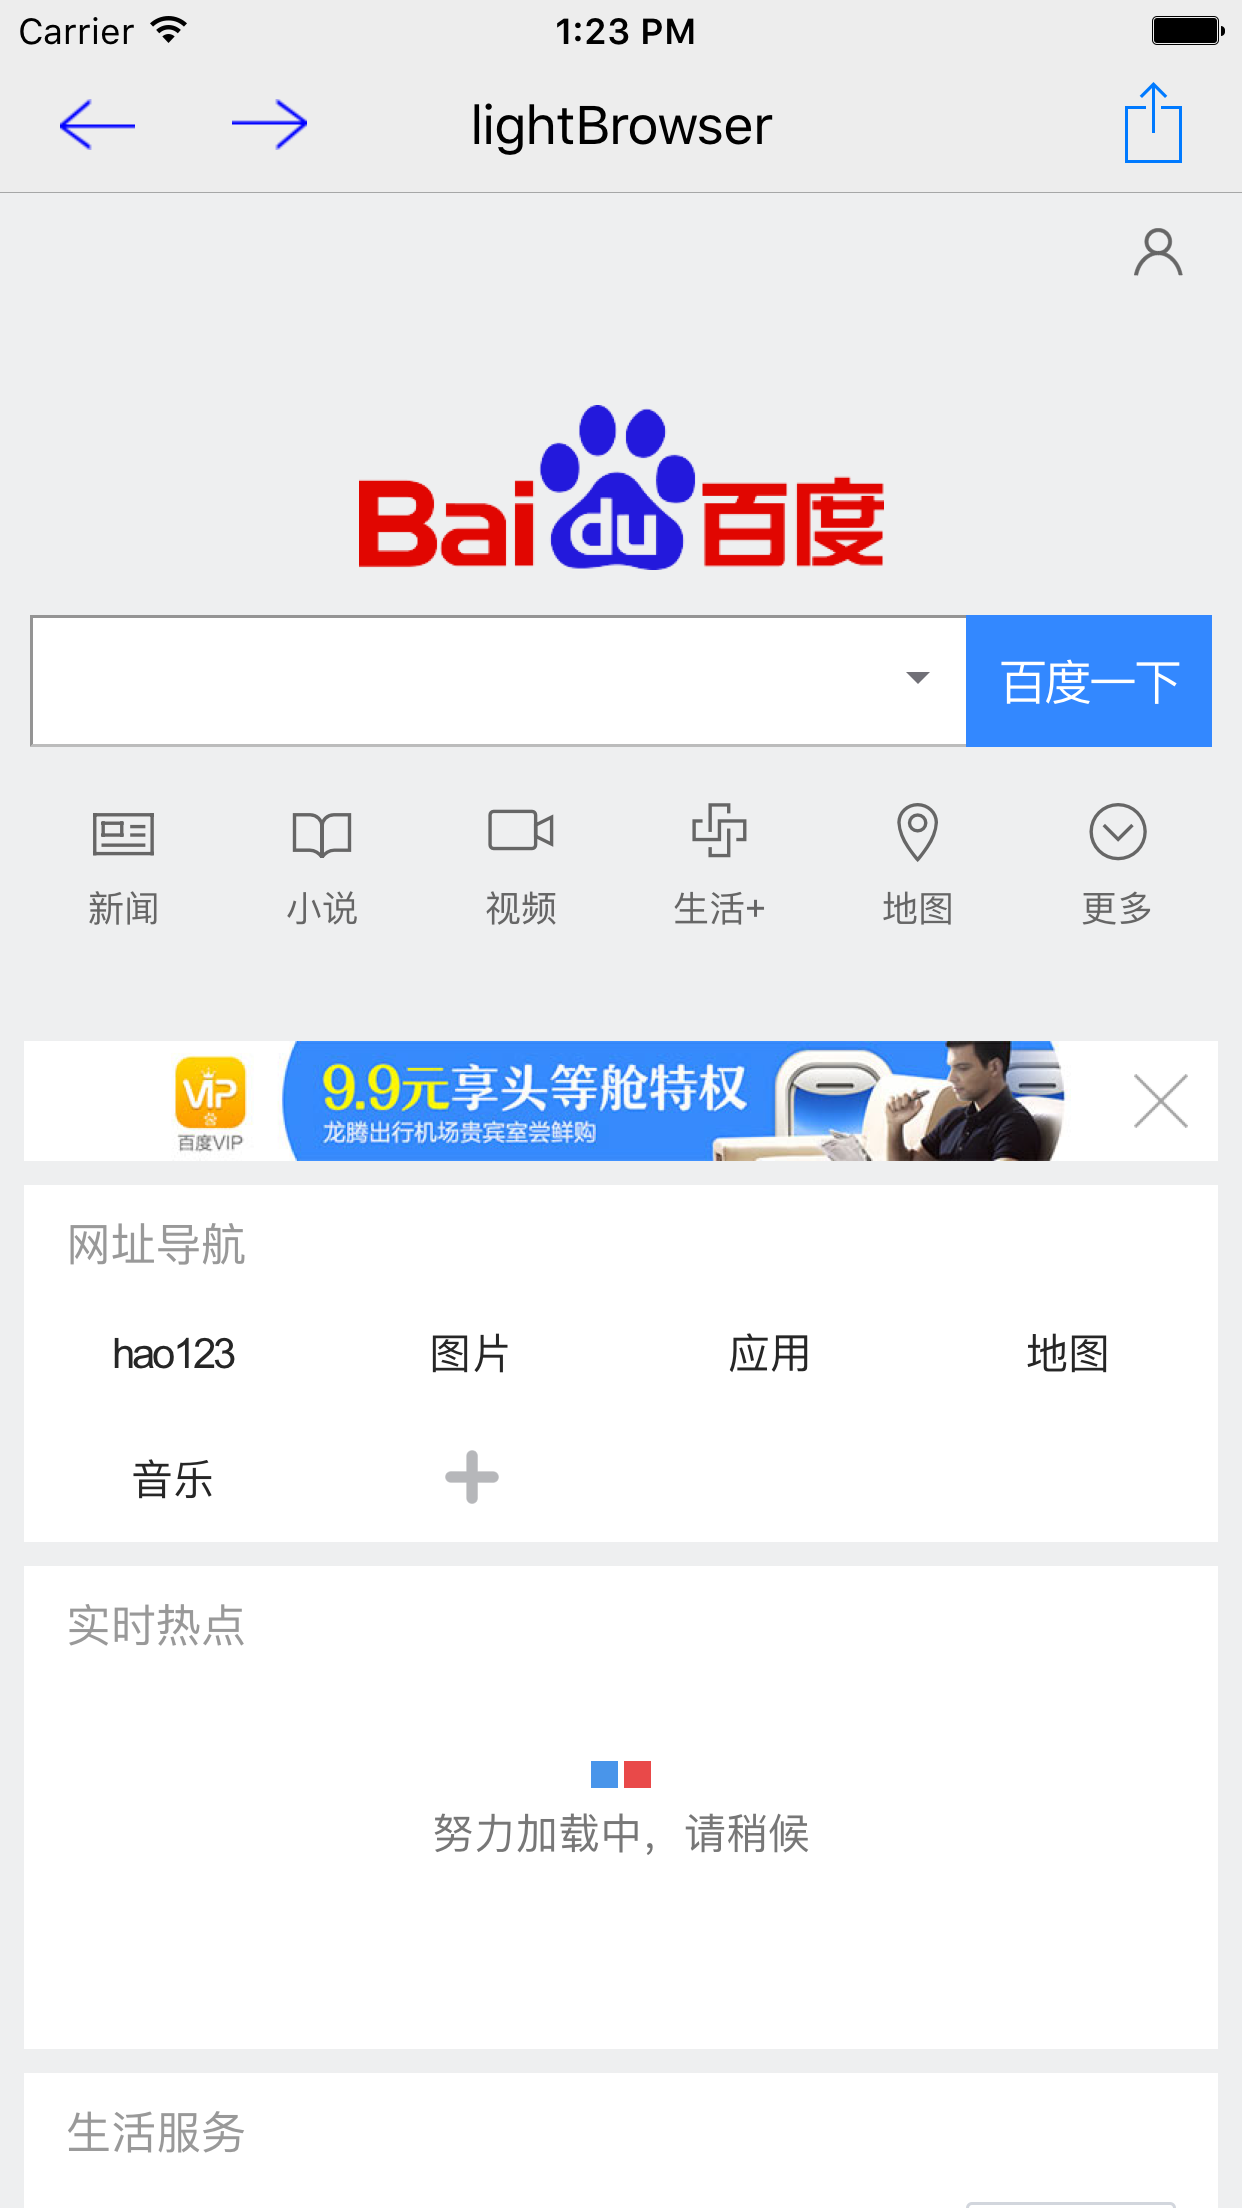 Carrier 1:23 PM
lightBrowser
Bai du 百度
百度一下
新闻 小说 视频 生活+ 地图 更多
VIP
百度VIP
9.9元享头等舱特权
龙腾出行机场贵宾室尝鲜购
网址导航
hao123 图片 应用 地图
音乐
实时热点
努力加载中，请稍候
生活服务